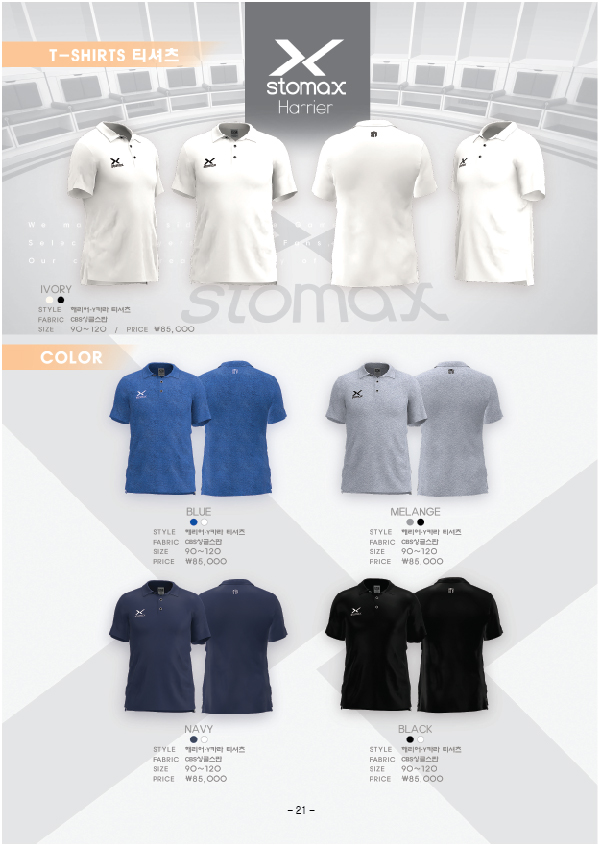 T-SHIRTS 티셔츠
stomax
Harrier
stomax
IVORY
STYLE 해리어-Y카라 티셔츠
FABRIC CBS싱글스판
SIZE 90~120 / PRICE ₩85,000
COLOR
BLUE
STYLE 해리어-Y카라 티셔츠
FABRIC CBS싱글스판
SIZE 90~120
PRICE ₩85,000
MELANGE
STYLE 해리어-Y카라 티셔츠
FABRIC CBS싱글스판
SIZE 90~120
PRICE ₩85 000
NAVY
STYLE 해리어-Y카라 티셔츠
FABRIC CBS싱글스판
SIZE 90~120
PRICE ₩85,000
BLACK
STYLE 해리어-Y카라 티셔츠
FABRIC CBS싱글스판
SIZE 90~120
PRICE ₩85 000
– 21 –